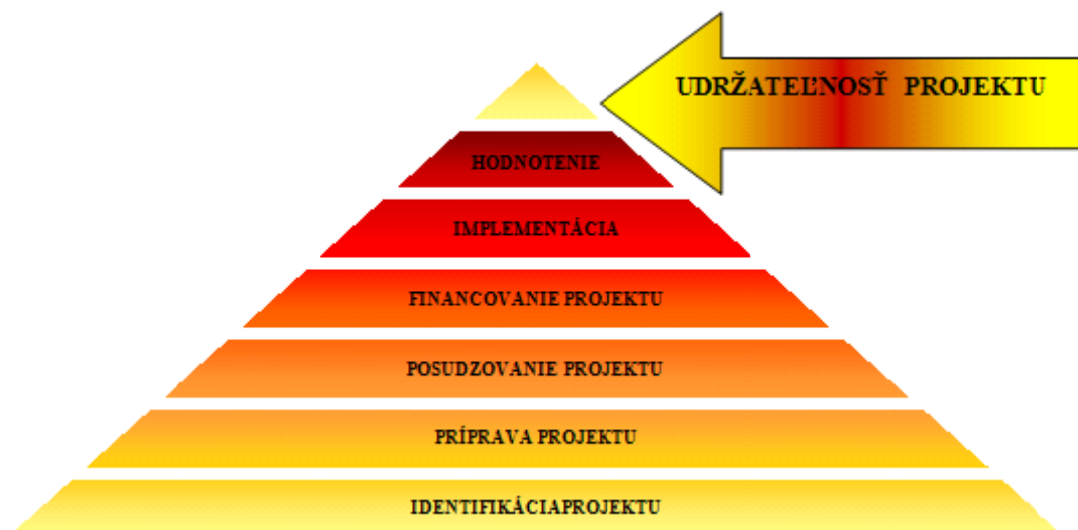 UDRŽATEĽNOSŤ PROJEKTU
HODNOTENIE
IMPLEMENTÁCIA
FINANCOVANIE PROJEKTU
POSUDZOVANIE PROJEKTU
PRÍPRAVA PROJEKTU
IDENTIFIKÁCIAPROJEKTU